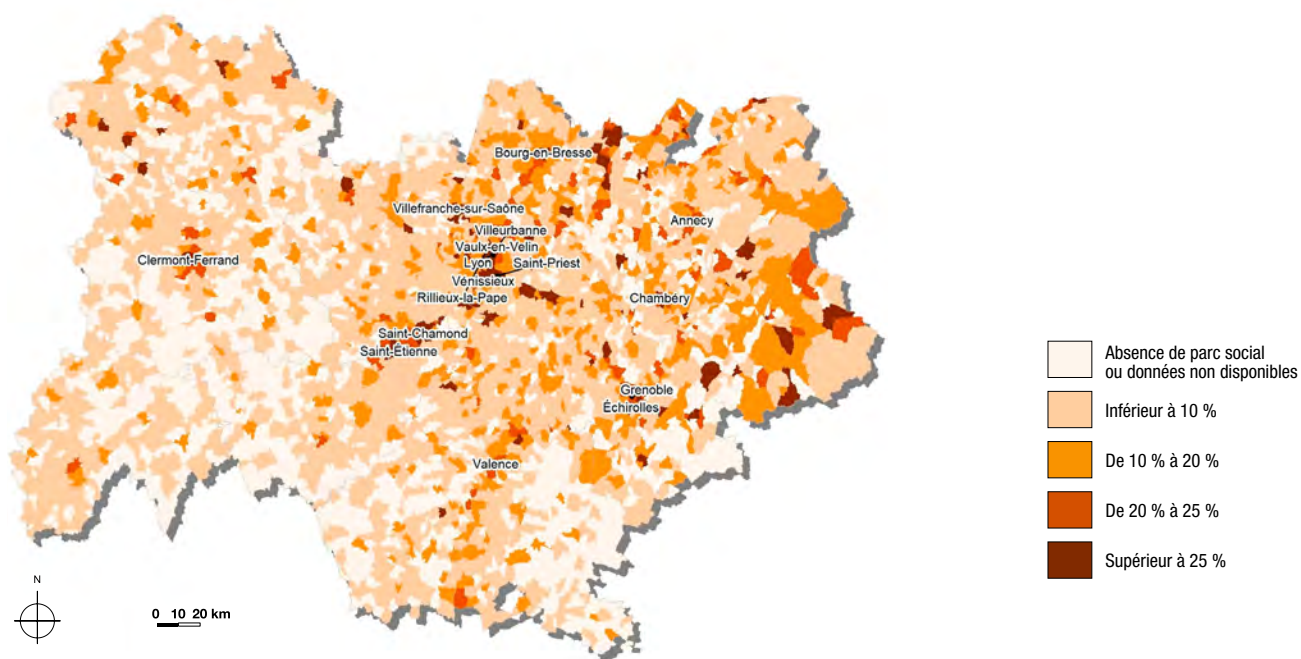 Bourg-en-Bresse
Villefranche-sur-Saône
Annecy
Villeurbanne
Vaulx-en-Velin
Clermont-Ferrand
Lyon
Saint-Priest
Vénissieux
Rillieux-la-Pape
Chambéry
Saint-Chamond
Saint-Étienne
Grenoble
Échirolles
Valence
N
0 10 20 km
Absence de parc social
ou données non disponibles
Inférieur à 10 %
De 10 % à 20 %
De 20 % à 25 %
Supérieur à 25 %